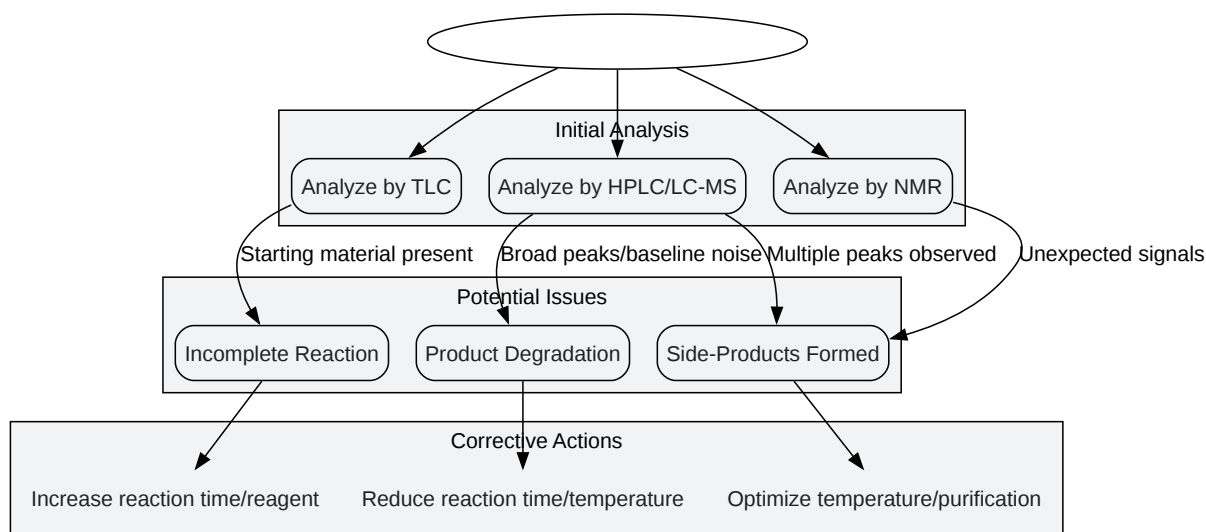 Initial Analysis
Analyze by TLC
Analyze by HPLC/LC-MS
Analyze by NMR
Starting material present
Broad peaks/baseline noise
Multiple peaks observed
Unexpected signals
Potential Issues
Incomplete Reaction
Product Degradation
Side-Products Formed
Corrective Actions
Increase reaction time/reagent
Reduce reaction time/temperature
Optimize temperature/purification